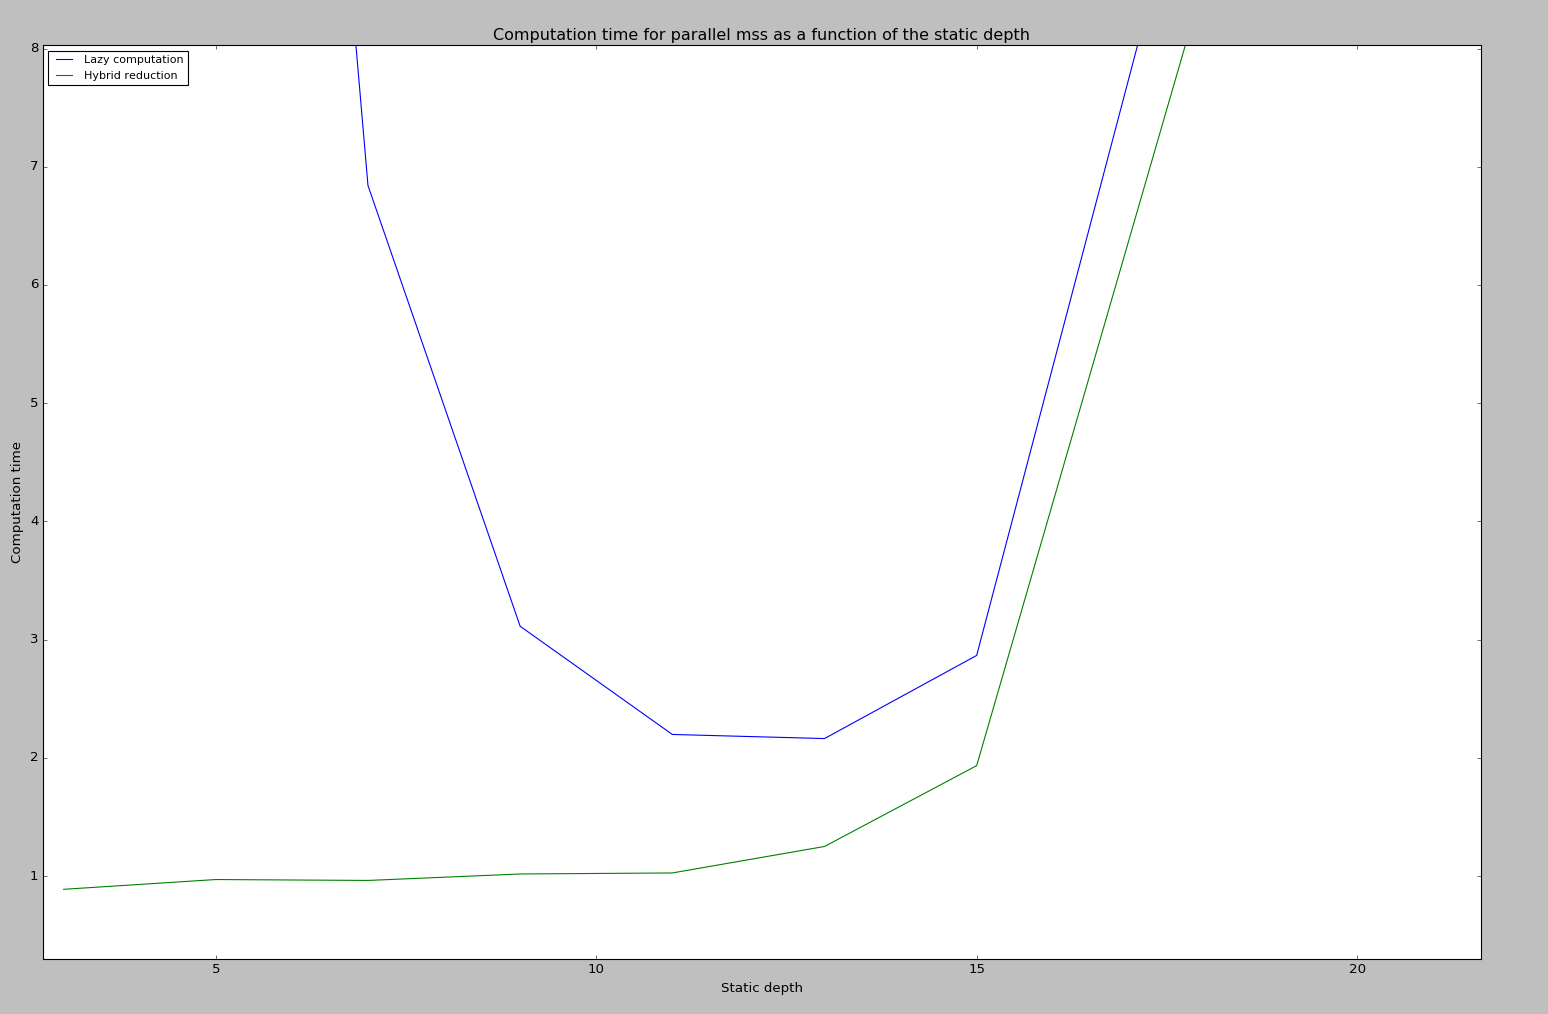 Computation time for parallel mss as a function of the static depth
Lazy computation
Hybrid reduction
8
7
6
5
4
3
2
1
Computation time
5
10
15
20
Static depth